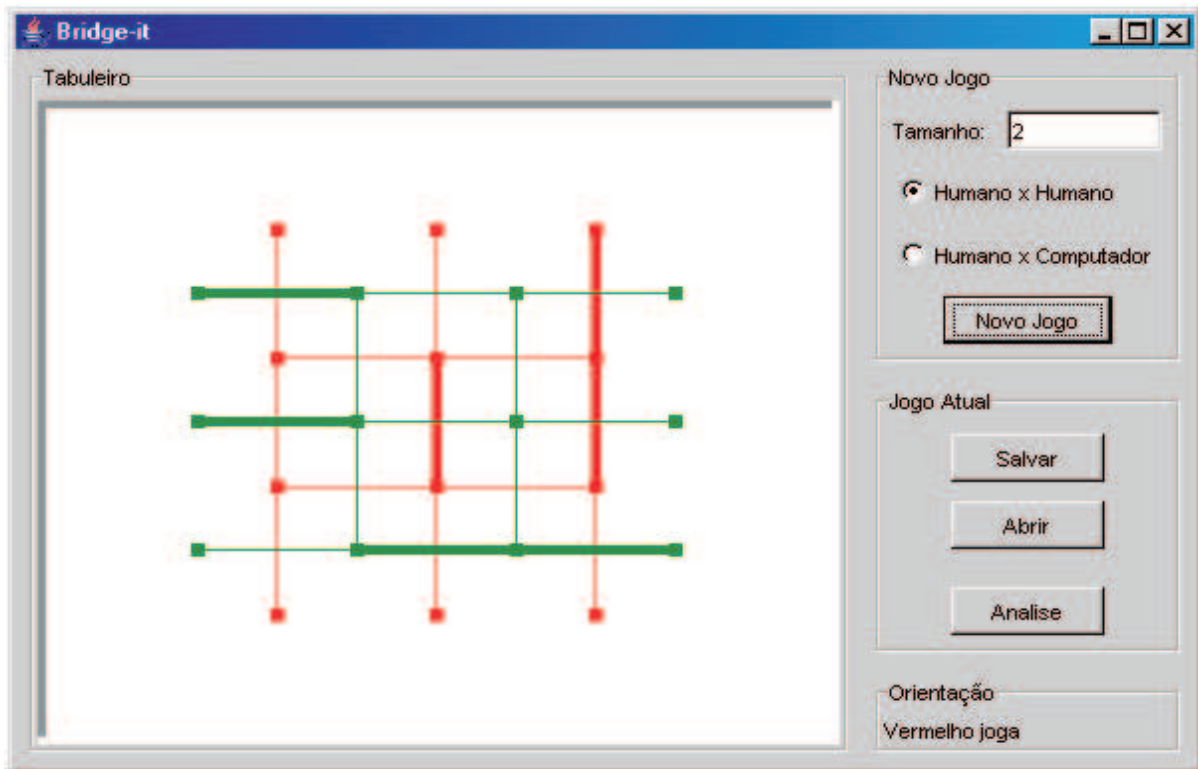 Bridge-it
Tabuleiro
Novo Jogo
Tamanho: 2
Humano x Humano
Humano x Computador
Novo Jogo
Jogo Atual
Salvar
Abrir
Analise
Orientação
Vermelho joga